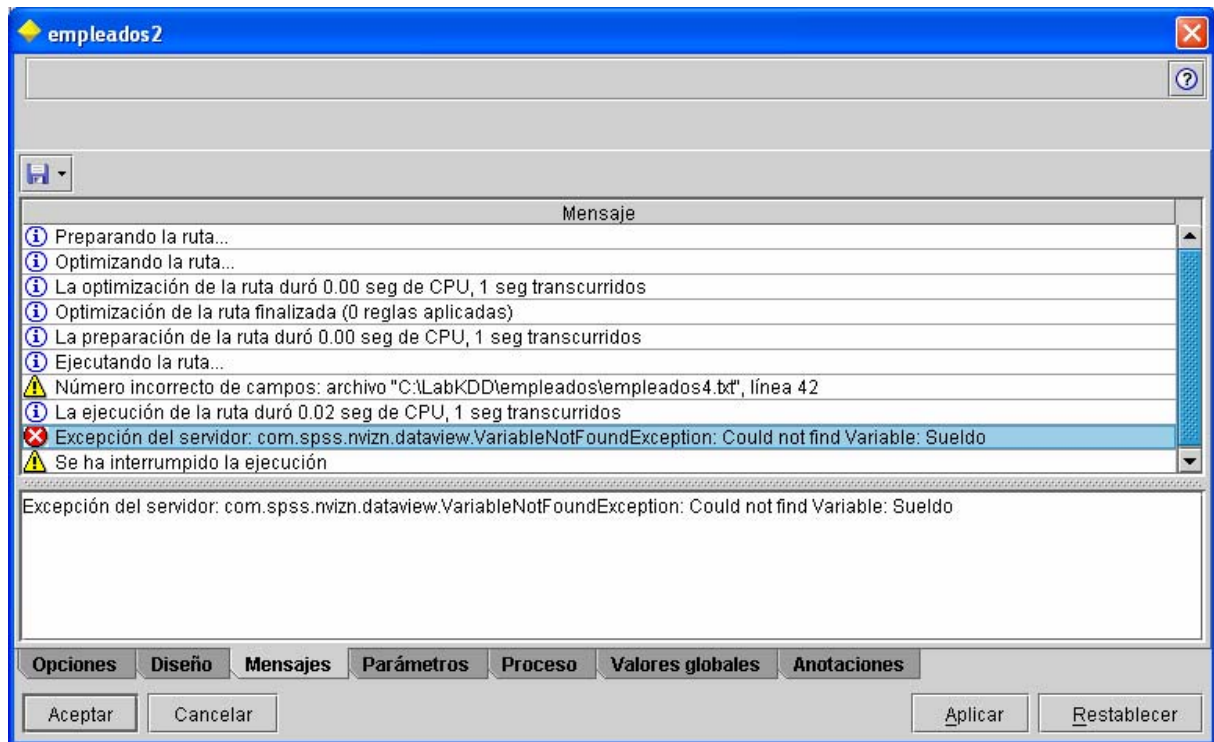 empleados2
Mensaje
Preparando la ruta...
Optimizando la ruta...
La optimización de la ruta duró 0.00 seg de CPU, 1 seg transcurridos
Optimización de la ruta finalizada (0 reglas aplicadas)
La preparación de la ruta duró 0.00 seg de CPU, 1 seg transcurridos
Ejecutando la ruta...
Número incorrecto de campos: archivo "C:\LabKDD\empleados\empleados4.txt", línea 42
La ejecución de la ruta duró 0.02 seg de CPU, 1 seg transcurridos
Excepción del servidor: com.spss.nvizn.dataview.VariableNotFoundException: Could not find Variable: Sueldo
Se ha interrumpido la ejecución
Excepción del servidor: com.spss.nvizn.dataview.VariableNotFoundException: Could not find Variable: Sueldo
Opciones Diseño Mensajes Parámetros Proceso Valores globales Anotaciones
Aceptar Cancelar Aplicar Restablecer